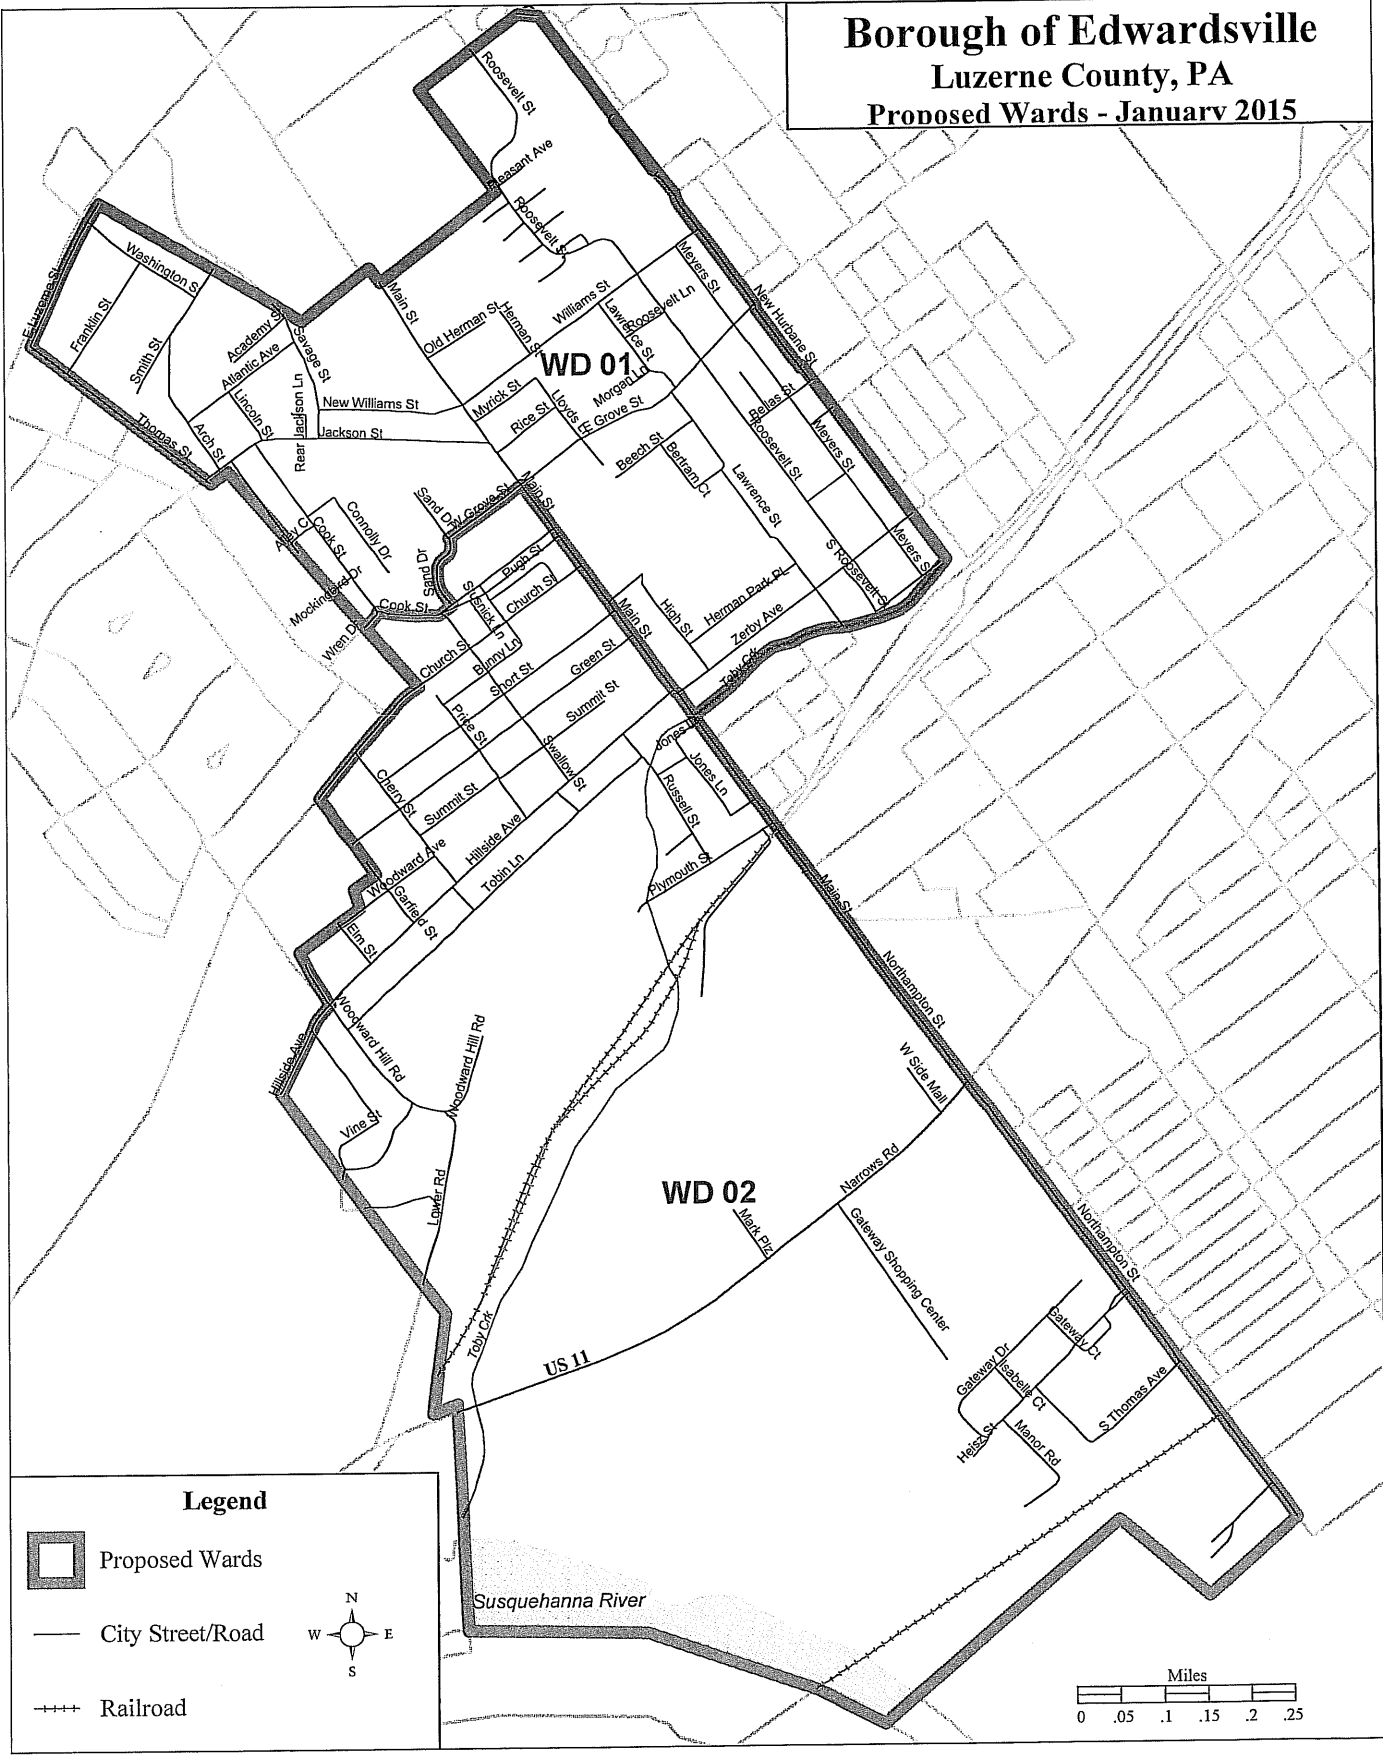 Borough of Edwardsville
Luzerne County, PA
Proposed Wards - January 2015
Roosevelt St
Pleasant Ave
Roosevelt S
Washington S
E Luzerne St
Franklin St
Smith St
Academy St
Atlantic Ave
Savage St
Main St
Old Herman St
Herman S
Williams St
Lawrence St
Roosevelt Ln
Meyers St
New Hurbane St
WD 01
Lincoln St
Rear Jackson Ln
New Williams St
Jackson St
Myrick St
Rice St
Lloyds
Morgan Ln
E Grove St
Bellas St
Roosevelt St
Meyers St
Thomas St
Arch St
Beech St
Bertram Ct
Lawrence St
Sand Dr
W Grove St
Main St
Alley C
Cook St
Connolly Dr
Meyers S
S Roosevelt S
Mockingbird Dr
Sand Dr
Pugh St
Church St
Cook St
Wren Dr
Church S
Bunny Ln
Short St
Green St
Main St
High St
Herman Park Pl
Zerby Ave
Toby Crk
Summit St
Price St
Swallow St
Jones
Jones Ln
Cherry St
Summit St
Russell St
Woodward Ave
Hillside Ave
Tobin Ln
Plymouth St
Garfield St
Elm St
Main St
Northampton St
Woodward Hill Rd
Hillside Ave
Woodward Hill Rd
W Side Mall
Vine St
Narrows Rd
WD 02
Lower Rd
Mark Plz
Gateway Shopping Center
Northampton St
Toby Crk
US 11
Gateway Ct
Gateway Dr
Isabelle Ct
S Thomas Ave
Heisz St
Manor Rd
Susquehanna River
Legend
Proposed Wards
City Street/Road
Railroad
N
W E
S
Miles
0 .05 .1 .15 .2 .25